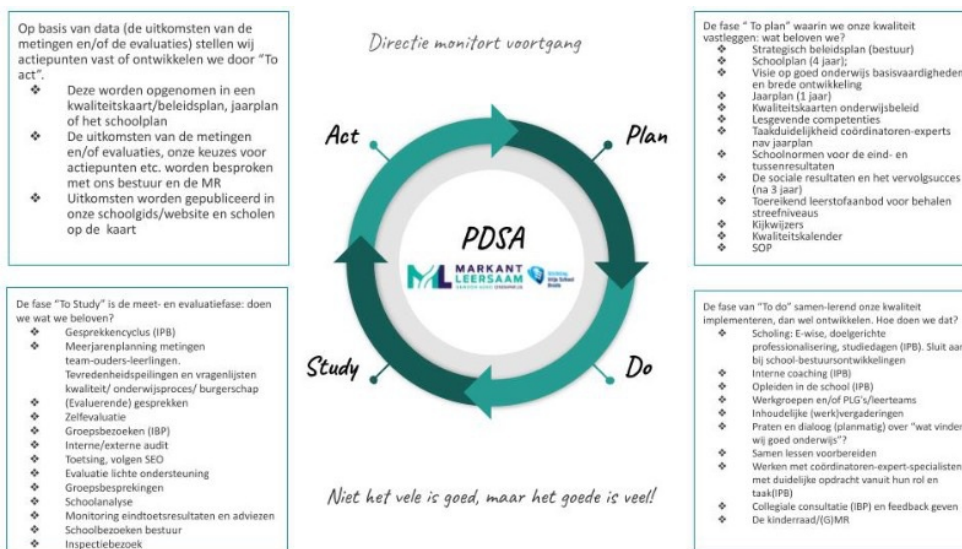 Op basis van data (de uitkomsten van de
metingen en/of de evaluaties) stellen wij
actiepunten vast of ontwikkelen we door "To
act".
❖ Deze worden opgenomen in een
kwaliteitskaart/beleidsplan, jaarplan
of het schoolplan
❖ De uitkomsten van de metingen
en/of evaluaties, onze keuzes voor
actiepunten etc. worden besproken
met ons bestuur en de MR
❖ Uitkomsten worden gepubliceerd in
onze schoolgids/website en scholen
op de kaart
Directie monitort voortgang
De fase " To plan" waarin we onze kwaliteit
vastleggen: wat beloven we?
❖ Strategisch beleidsplan (bestuur)
❖ Schoolplan (4 jaar);
❖ Visie op goed onderwijs basisvaardigheden
en brede ontwikkeling
❖ Jaarplan (1 jaar)
❖ Kwaliteitskaarten onderwijsbeleid
❖ Lesgevende competenties
❖ Taakduidelijkheid coördinatoren-experts
nav jaarplan
❖ Schoolnormen voor de eind- en
tussenresultaten
❖ De sociale resultaten en het vervolgsucces
(na 3 jaar)
❖ Toereikend leerstofaanbod voor behalen
streefniveaus
❖ Kijkwijzers
❖ Kwaliteitskalender
❖ SOP
Act
Plan
PDSA
ML MARKANT
LEERSAAM
Stichting
Vrije School
Study
Do
De fase "To Study" is de meet- en evaluatiefase: doen
we wat we beloven?
❖ Gesprekkencyclus (IPB)
❖ Meerjarenplanning metingen
team-ouders-leerlingen.
Tevredenheidspeilingen en vragenlijsten
kwaliteit/ onderwijsproces/ burgerschap
❖ (Evaluerende) gesprekken
❖ Zelfevaluatie
❖ Groepsbezoeken (IBP)
❖ Interne/externe audit
❖ Toetsing, volgen SEO
❖ Evaluatie lichte ondersteuning
❖ Groepsbesprekingen
❖ Schoolanalyse
❖ Monitoring eindtoetsresultaten en adviezen
❖ Schoolbezoeken bestuur
❖ Inspectiebezoek
De fase van "To do" samen-lerend onze kwaliteit
implementeren, dan wel ontwikkelen. Hoe doen we dat?
❖ Scholing: E-wise, doelgerichte
professionalisering, studiedagen (IPB). Sluit aan
bij school-bestuursontwikkelingen
❖ Interne coaching (IPB)
❖ Opleiden in de school (IPB)
❖ Werkgroepen en/of PLG's/leerteams
❖ Inhoudelijke (werk)vergaderingen
❖ Praten en dialoog (planmatig) over "wat vinden
wij goed onderwijs"?
❖ Samen lessen voorbereiden
❖ Werken met coördinatoren-expert-specialisten
met duidelijke opdracht vanuit hun rol en
taak(IPB)
❖ Collegiale consultatie (IBP) en feedback geven
❖ De kinderraad/(G)MR
Niet het vele is goed, maar het goede is veel!